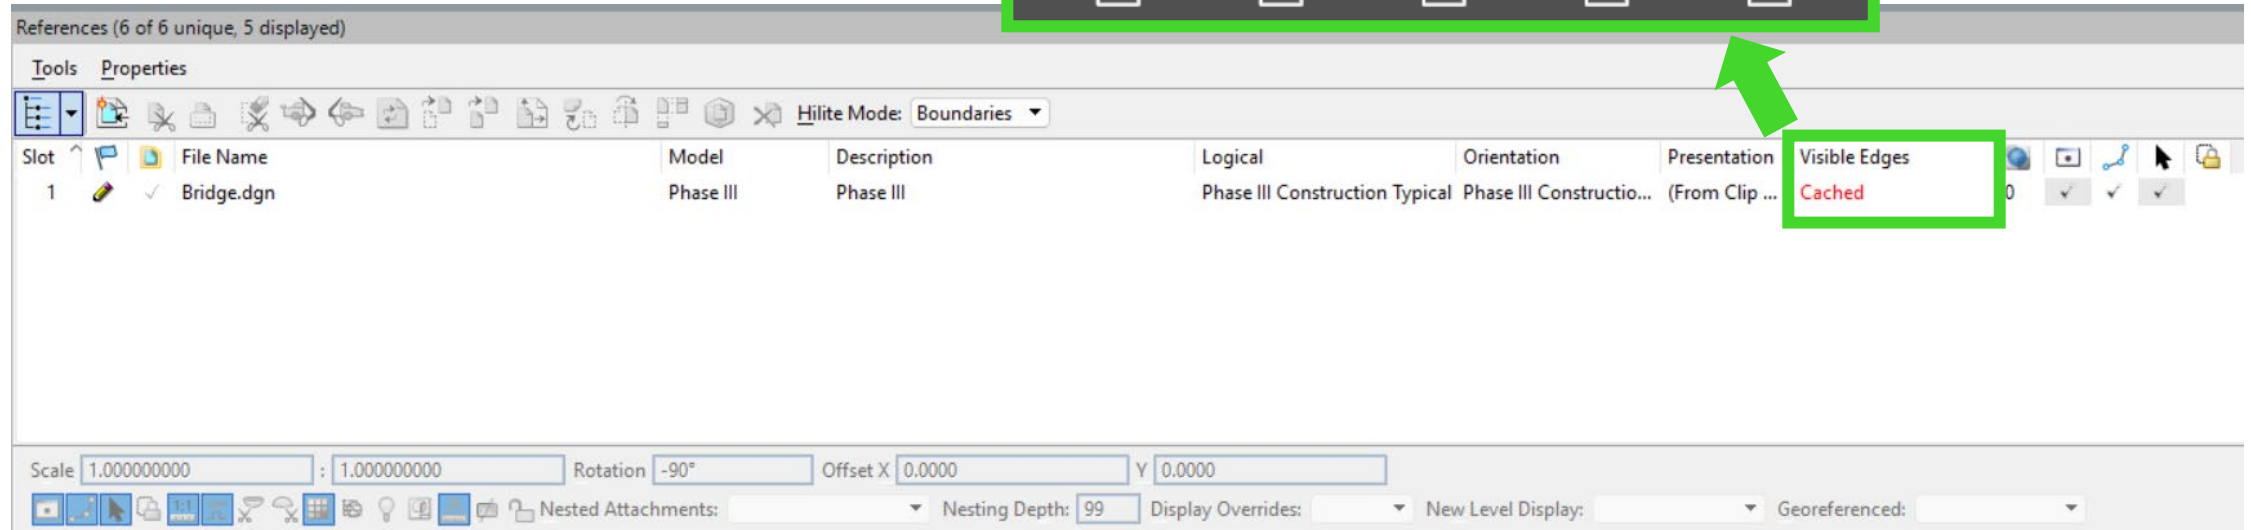 References (6 of 6 unique, 5 displayed)
Tools Properties
Hilite Mode: Boundaries
Slot File Name Model Description Logical Orientation Presentation Visible Edges
1 Bridge.dgn Phase III Phase III Phase III Construction Typical Phase III Constructio... (From Clip ... Cached 0
Scale 1.000000000 : 1.000000000 Rotation -90° Offset X 0.0000 Y 0.0000
1:1 Nested Attachments: Nesting Depth: 99 Display Overrides: New Level Display: Georeferenced: